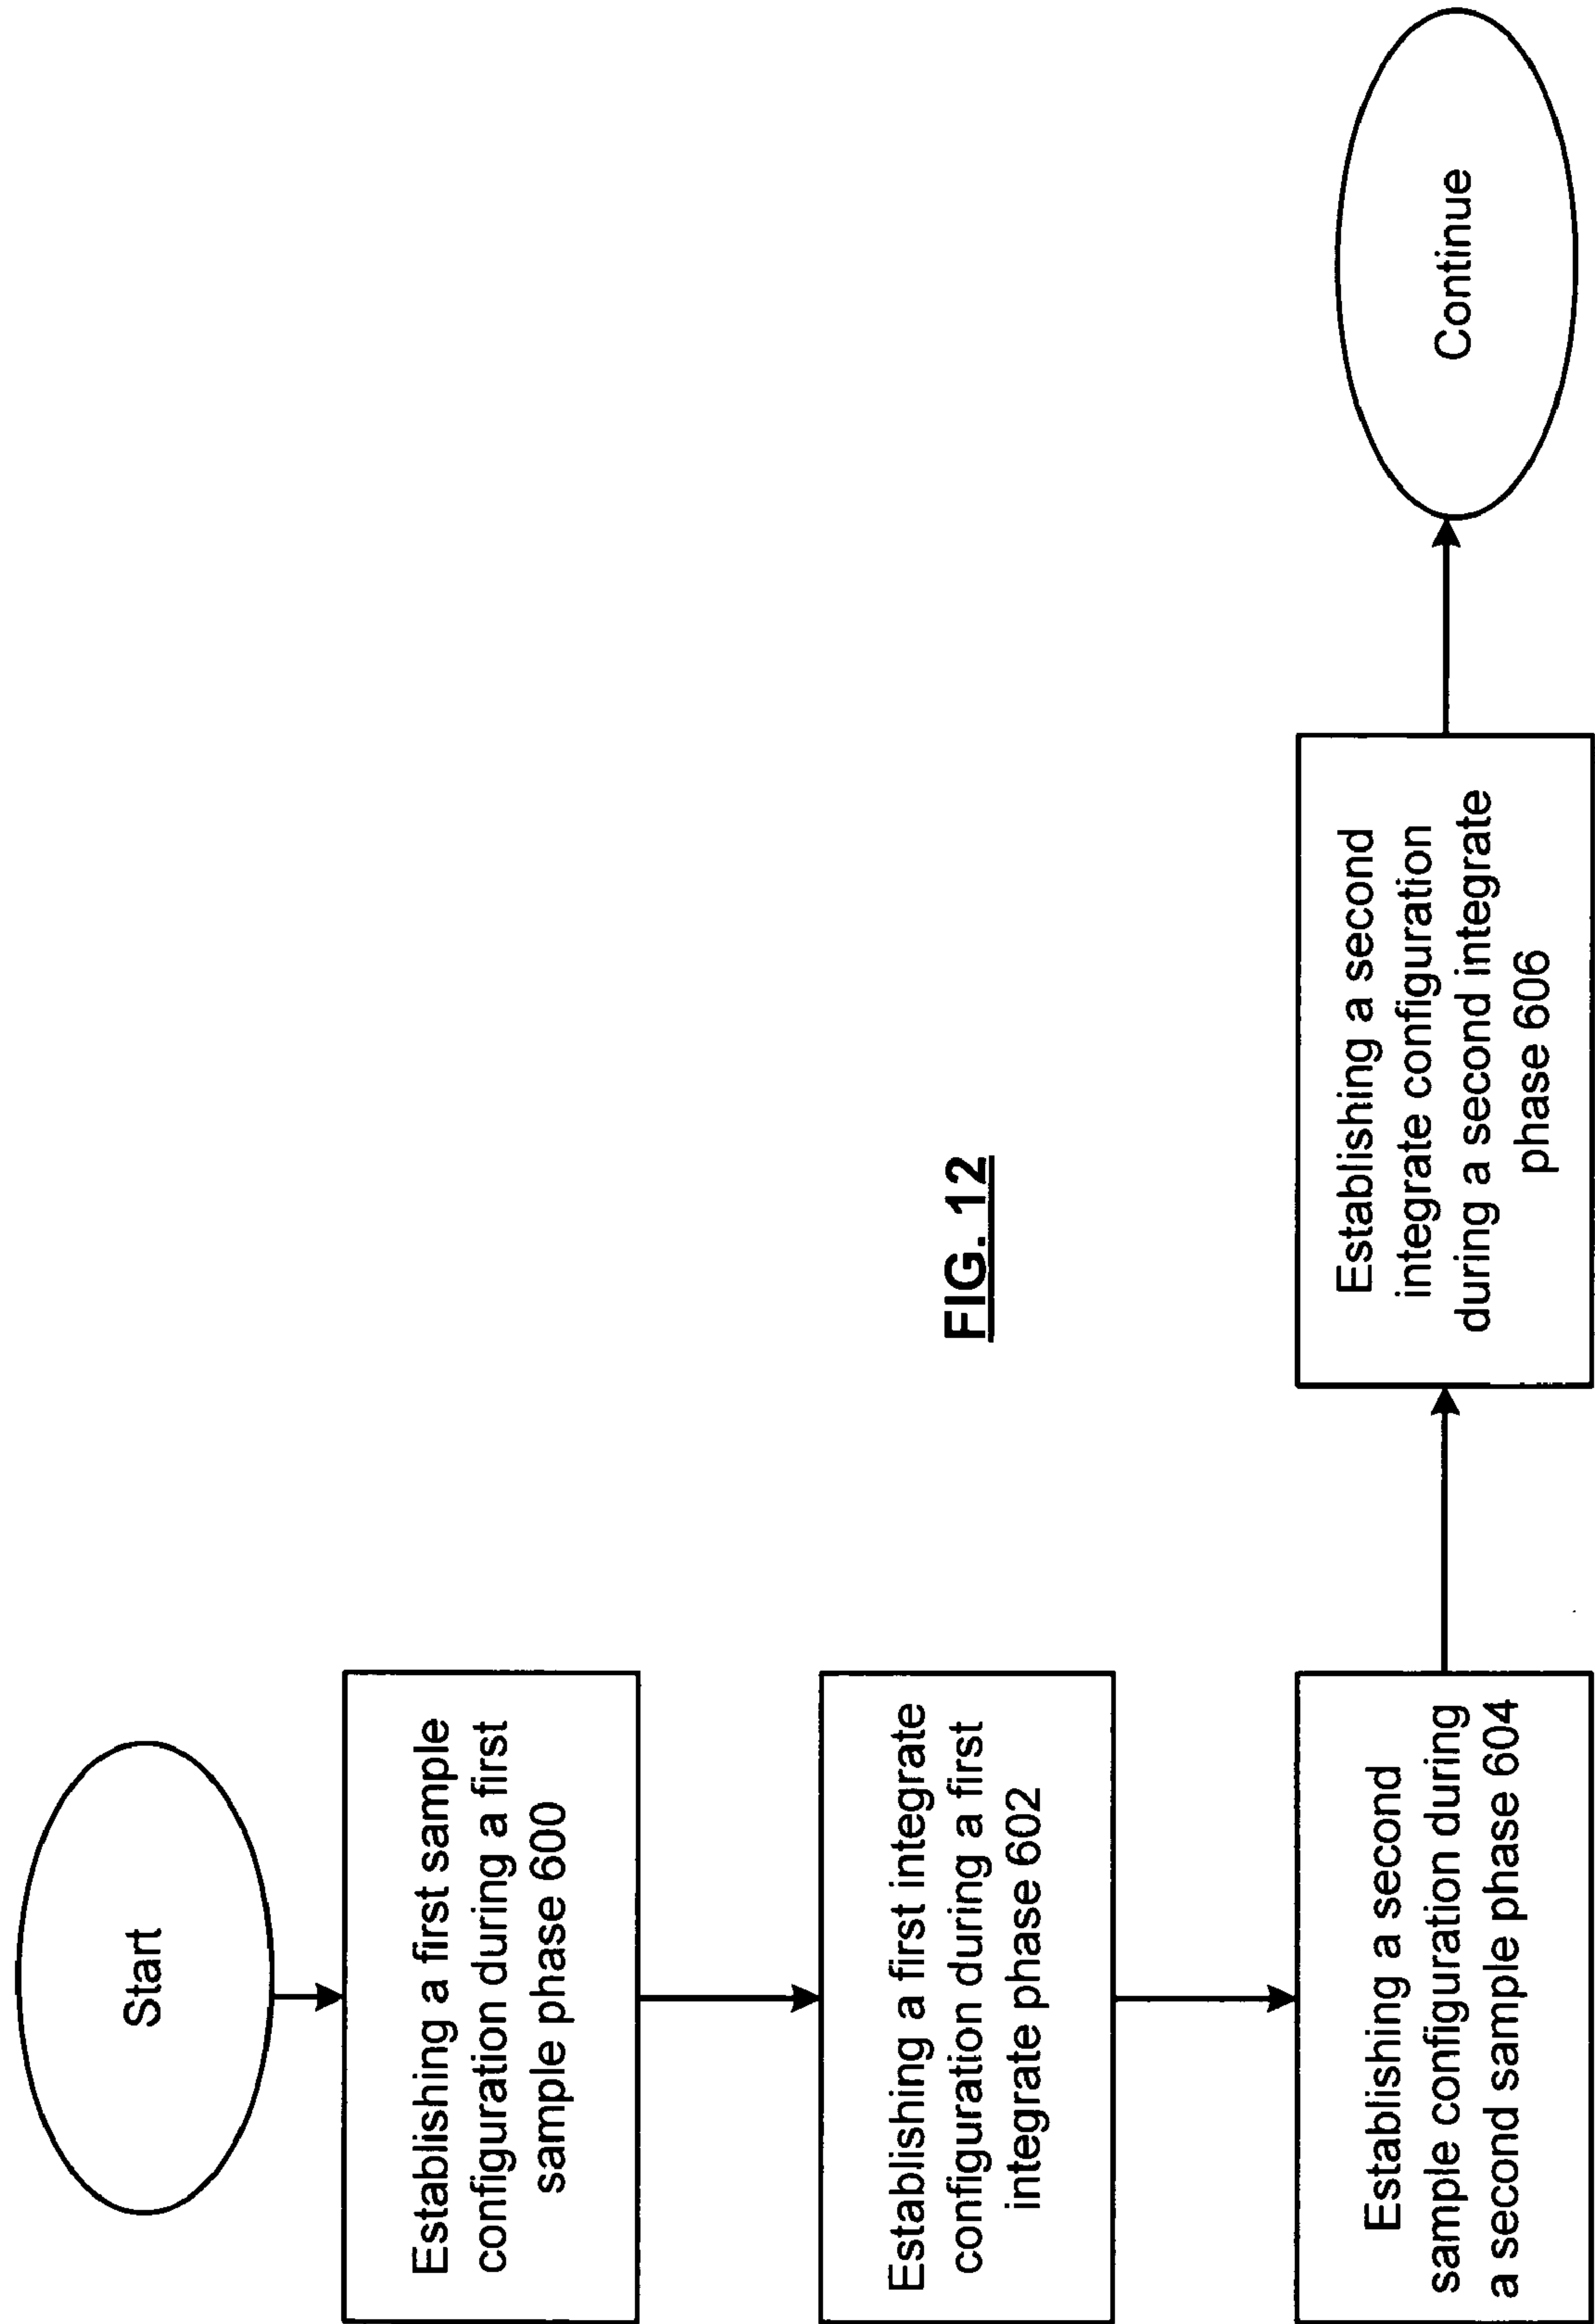 Start
Establishing a first sample
configuration during a first
sample phase 600
Establishing a first integrate
configuration during a first
integrate phase 602
Establishing a second
sample configuration during
a second sample phase 604
Establishing a second
integrate configuration
during a second integrate
phase 606
Continue
FIG. 12